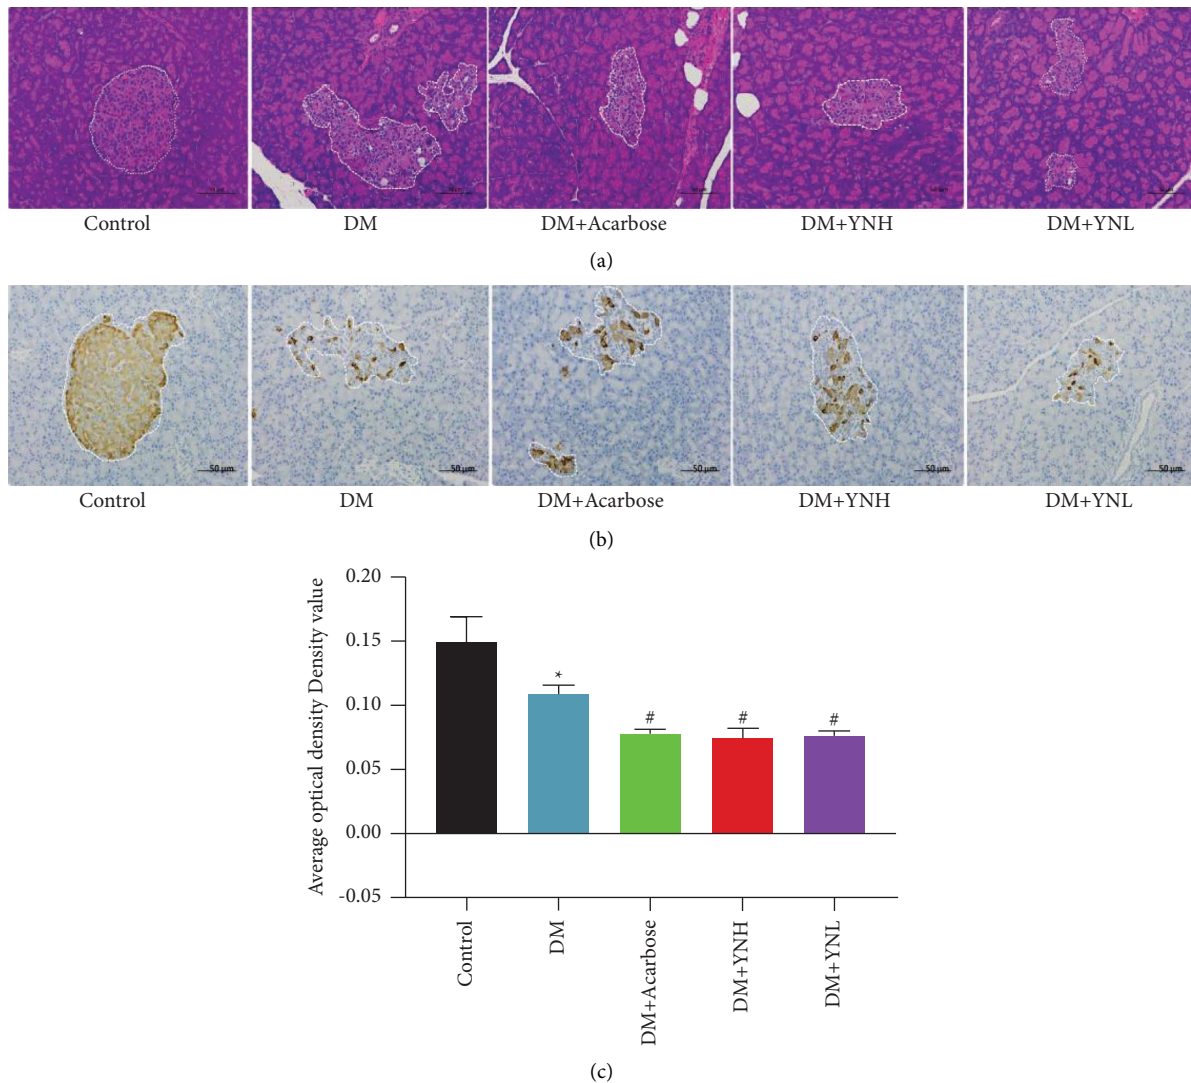 Control DM DM+Acarbose DM+YNH DM+YNL
(a)
50 μm 50 μm 50 μm 50 μm 50 μm
Control DM DM+Acarbose DM+YNH DM+YNL
(b)
Average optical density Density value
0.20
0.15
0.10
0.05
0.00
-0.05
*
#
#
#
Control
DM
DM+Acarbose
DM+YNH
DM+YNL
(c)